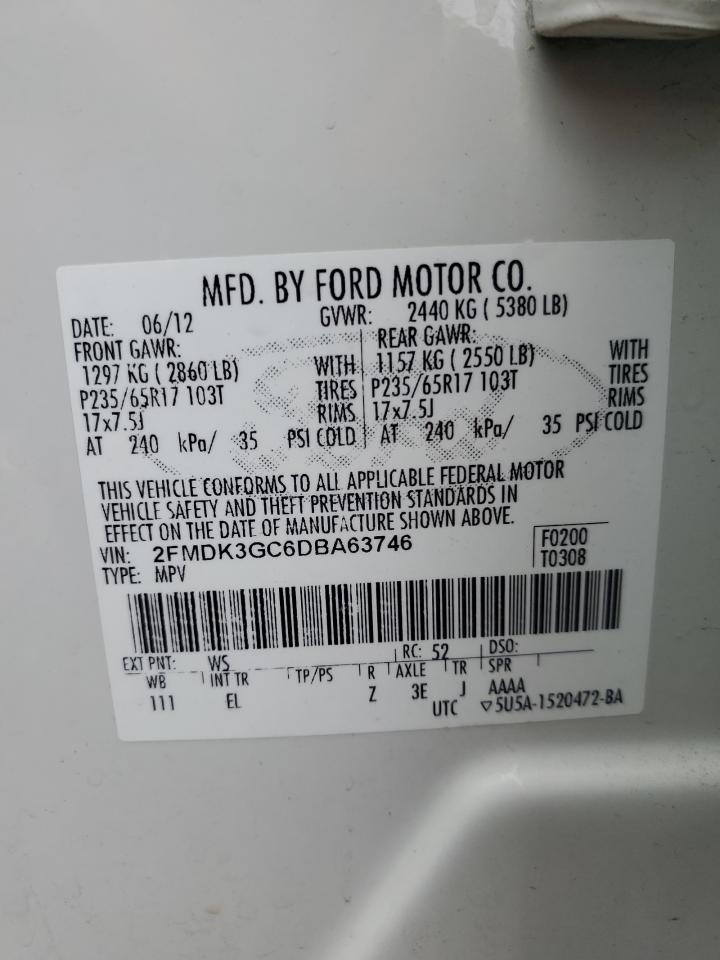 MFD. BY FORD MOTOR CO.
DATE: 06/12 GVWR: 2440 KG ( 5380 LB)
FRONT GAWR: REAR GAWR:
1297 KG ( 2860 LB) WITH 1157 KG ( 2550 LB) WITH
P235/65R17 103T TIRES P235/65R17 103T TIRES
17x7.5J RIMS 17x7.5J RIMS
AT 240 kPa/ 35 PSI COLD AT 240 kPa/ 35 PSI COLD
THIS VEHICLE CONFORMS TO ALL APPLICABLE FEDERAL MOTOR
VEHICLE SAFETY AND THEFT PREVENTION STANDARDS IN
EFFECT ON THE DATE OF MANUFACTURE SHOWN ABOVE.
VIN: 2FMDK3GC6DBA63746 F0200
TYPE: MPV T0308
EXT PNT: WS RC: 52 DSO:
WB INT TR TP/PS R AXLE TR SPR
111 EL Z 3E J AAAA
UTC ▽5U5A-1520472-BA